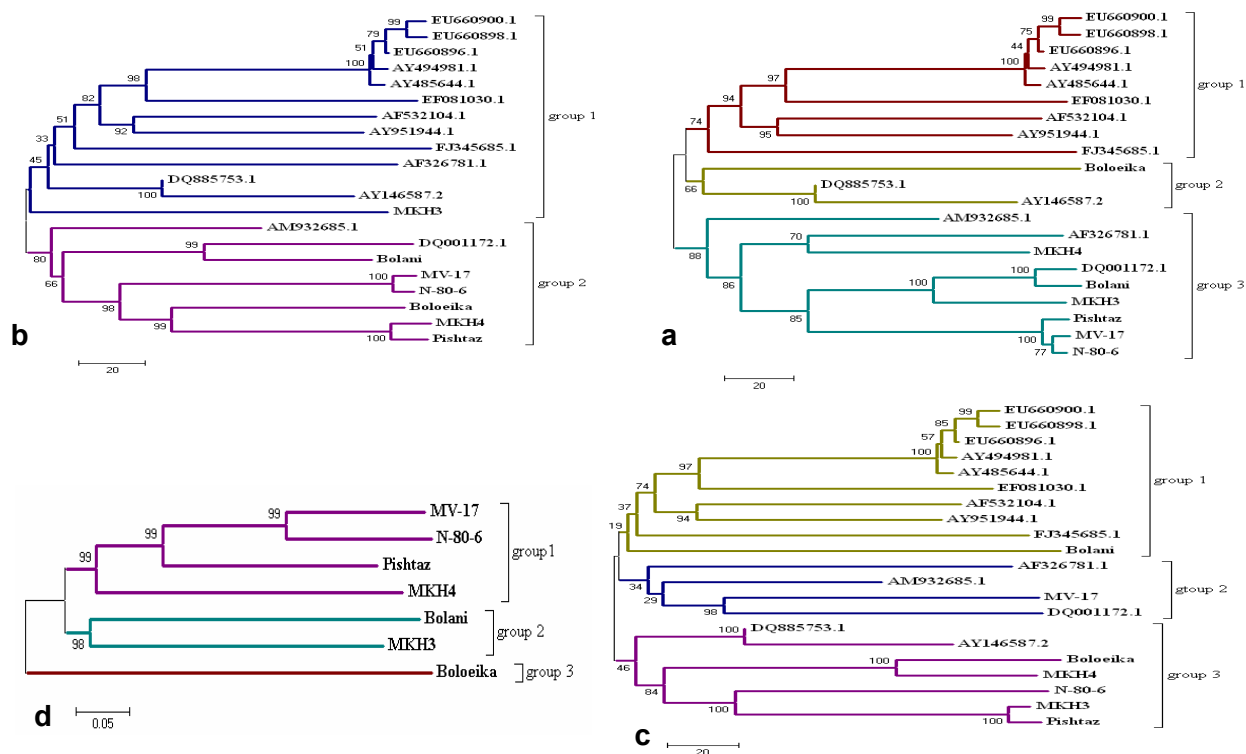 99
EU660900.1
79
EU660898.1
51
EU660896.1
100
AY494981.1
AY485644.1
98
EF081030.1
82
AF532104.1
92
AY951944.1
51
FJ345685.1
33
AF326781.1
45
DQ885753.1
100
AY146587.2
MKH3
group 1
AM932685.1
80
99
DQ001172.1
Bolani
66
100
MV-17
N-80-6
98
Boloeika
99
MKH4
100
Pishtaz
group 2
b
20
99
EU660900.1
75
EU660898.1
44
EU660896.1
100
AY494981.1
AY485644.1
97
EF081030.1
94
AF532104.1
95
AY951944.1
74
FJ345685.1
group 1
Boloeika
66
DQ885753.1
100
AY146587.2
group 2
AM932685.1
88
70
AF326781.1
MKH4
86
100
DQ001172.1
Bolani
100
MKH3
85
Pishtaz
100
MV-17
77
N-80-6
group 3
a
20
MV-17
99
N-80-6
99
Pishtaz
99
MKH4
group1
Bolani
98
MKH3
group 2
Boloeika
group 3
d
0.05
99
EU660900.1
85
EU660898.1
57
EU660896.1
100
AY494981.1
AY485644.1
97
EF081030.1
74
AF532104.1
94
AY951944.1
37
FJ345685.1
19
Bolani
group 1
AF326781.1
34
AM932685.1
29
MV-17
98
DQ001172.1
gtoup 2
DQ885753.1
100
AY146587.2
46
100
Boloeika
MKH4
84
N-80-6
100
MKH3
100
Pishtaz
group 3
c
20